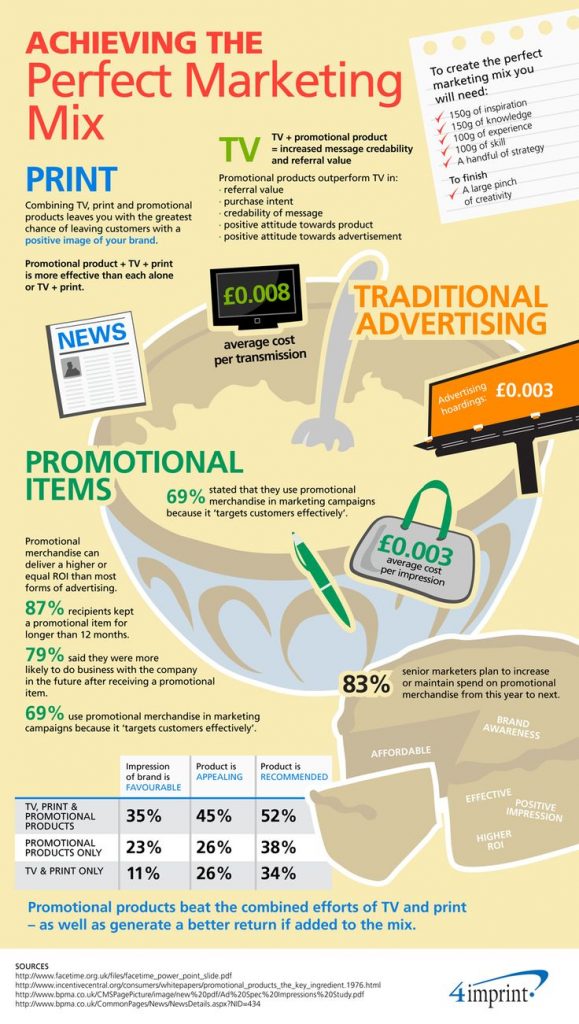 ACHIEVING THE
Perfect Marketing
Mix
To create the perfect
marketing mix you
will need:
150g of inspiration
150g of knowledge
100g of experience
100g of skill
A handful of strategy
To finish
A large pinch
of creativity
TV
TV + promotional product
= increased message credability
and referral value
Promotional products outperform TV in:
· referral value
· purchase intent
· credability of message
· positive attitude towards product
· positive attitude towards advertisement
PRINT
Combining TV, print and promotional
products leaves you with the greatest
chance of leaving customers with a
positive image of your brand.
Promotional product + TV + print
is more effective than each alone
or TV + print.
NEWS
£0.008
average cost
per transmission
TRADITIONAL
ADVERTISING
Advertising
hoardings:
£0.003
PROMOTIONAL
ITEMS
69% stated that they use promotional
merchandise in marketing campaigns
because it ‘targets customers effectively’.
£0.003
average cost
per impression
Promotional
merchandise can
deliver a higher or
equal ROI than most
forms of advertising.
87% recipients kept
a promotional item for
longer than 12 months.
79% said they were more
likely to do business with the company
in the future after receiving a promotional
item.
69% use promotional merchandise in marketing
campaigns because it ‘targets customers effectively’.
83% senior marketers plan to increase
or maintain spend on promotional
merchandise from this year to next.
BRAND
AWARENESS
AFFORDABLE
EFFECTIVE
POSITIVE
IMPRESSION
HIGHER
ROI
Impression
of brand is
FAVOURABLE
Product is
APPEALING
Product is
RECOMMENDED
TV, PRINT &
PROMOTIONAL
PRODUCTS
35% 45% 52%
PROMOTIONAL
PRODUCTS ONLY
23% 26% 38%
TV & PRINT ONLY 11% 26% 34%
Promotional products beat the combined efforts of TV and print
– as well as generate a better return if added to the mix.
SOURCES
http://www.facetime.org.uk/files/facetime_power_point_slide.pdf
http://www.incentivecentral.org/consumers/whitepapers/promotional_products_the_key_ingredient.1976.html
http://www.bpma.co.uk/CMSPagePicture/image/new%20pdf/Ad%20Spec%20Impressions%20Study.pdf
http://www.bpma.co.uk/CommonPages/News/NewsDetails.aspx?NID=434
4imprint